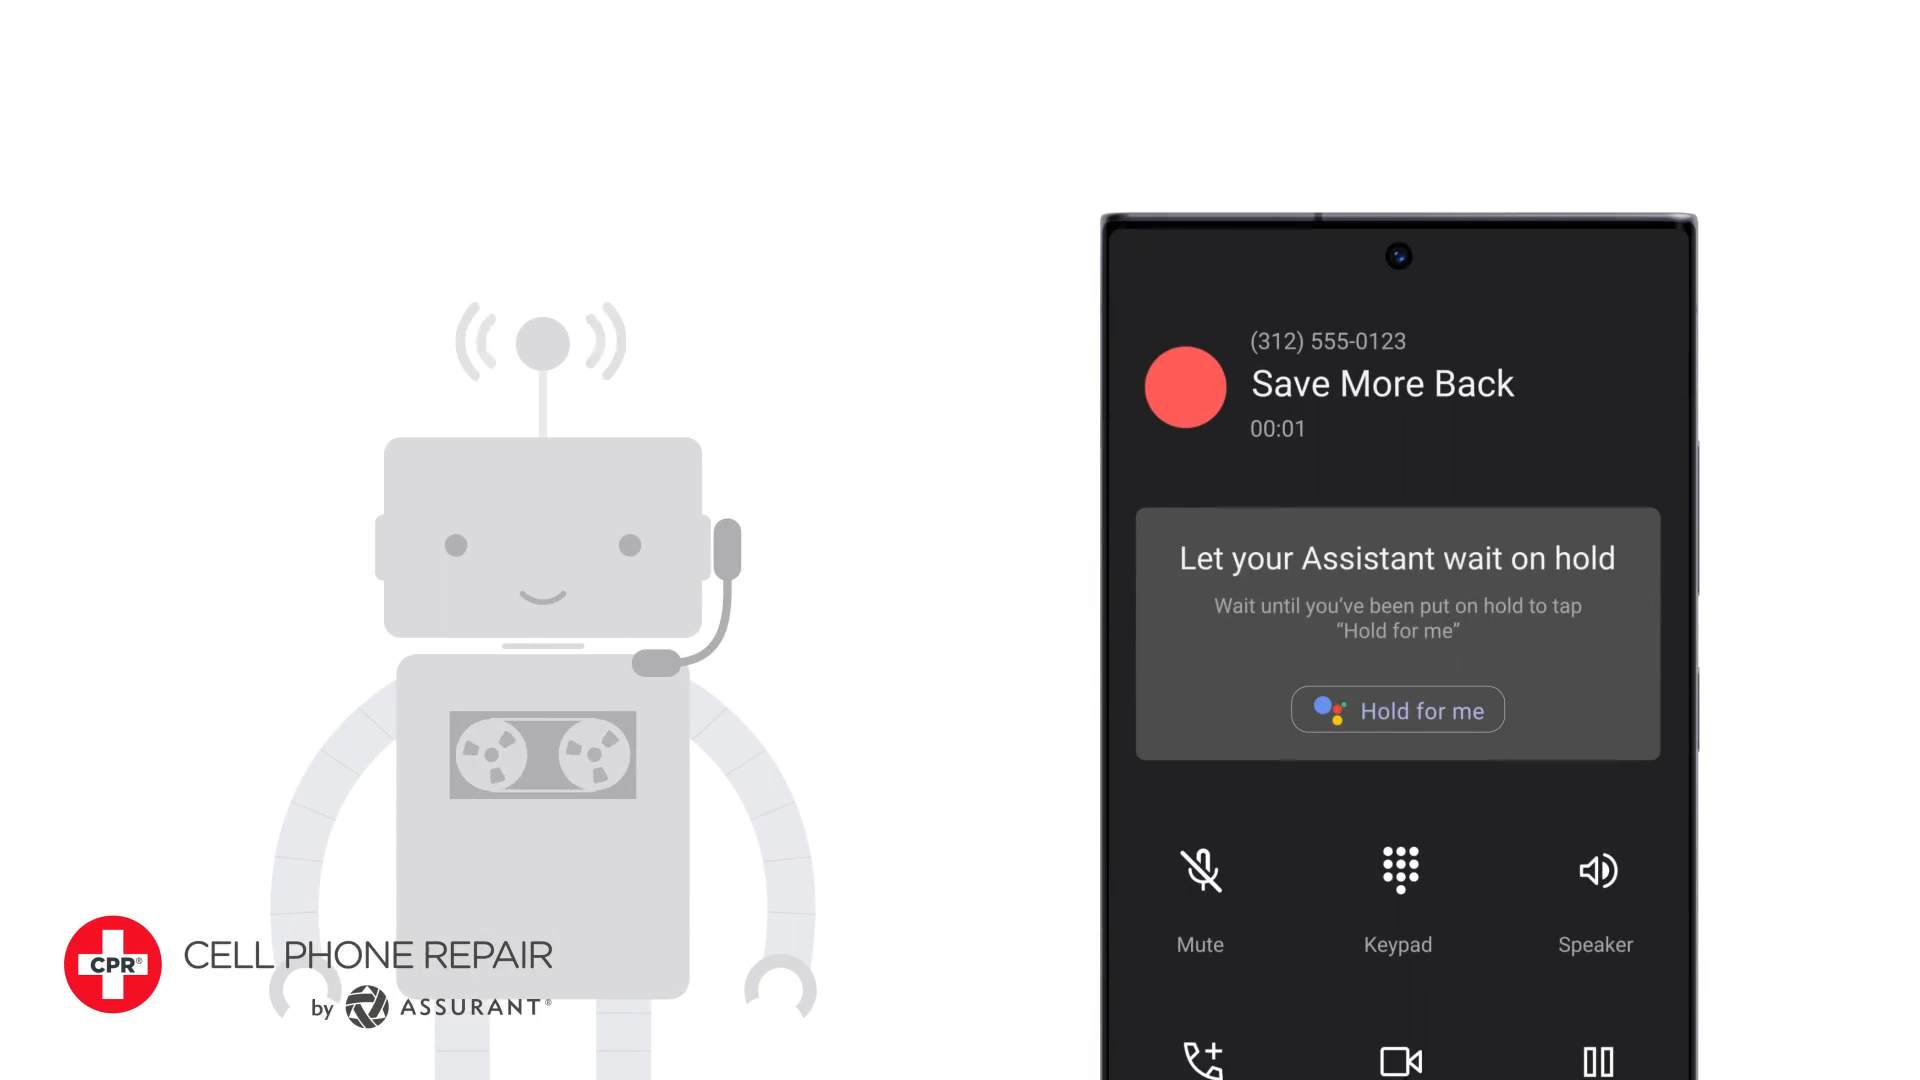 (312) 555-0123
Save More Back
00:01
Let your Assistant wait on hold
Wait until you’ve been put on hold to tap
“Hold for me”
Hold for me
Mute
Keypad
Speaker
CPR®
CELL PHONE REPAIR
by ASSURANT®